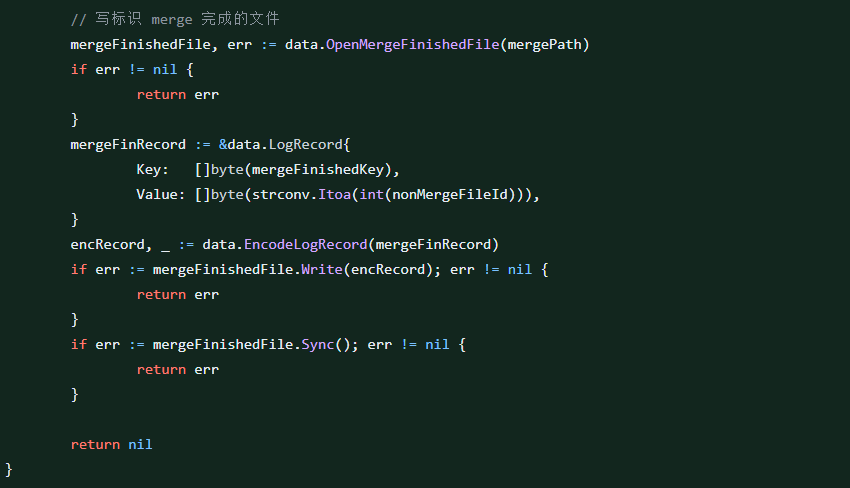 // 写标识 merge 完成的文件
mergeFinishedFile, err := data.OpenMergeFinishedFile(mergePath)
if err != nil {
return err
}
mergeFinRecord := &data.LogRecord{
Key:   []byte(mergeFinishedKey),
Value: []byte(strconv.Itoa(int(nonMergeFileId))),
}
encRecord, _ := data.EncodeLogRecord(mergeFinRecord)
if err := mergeFinishedFile.Write(encRecord); err != nil {
return err
}
if err := mergeFinishedFile.Sync(); err != nil {
return err
}
return nil
}